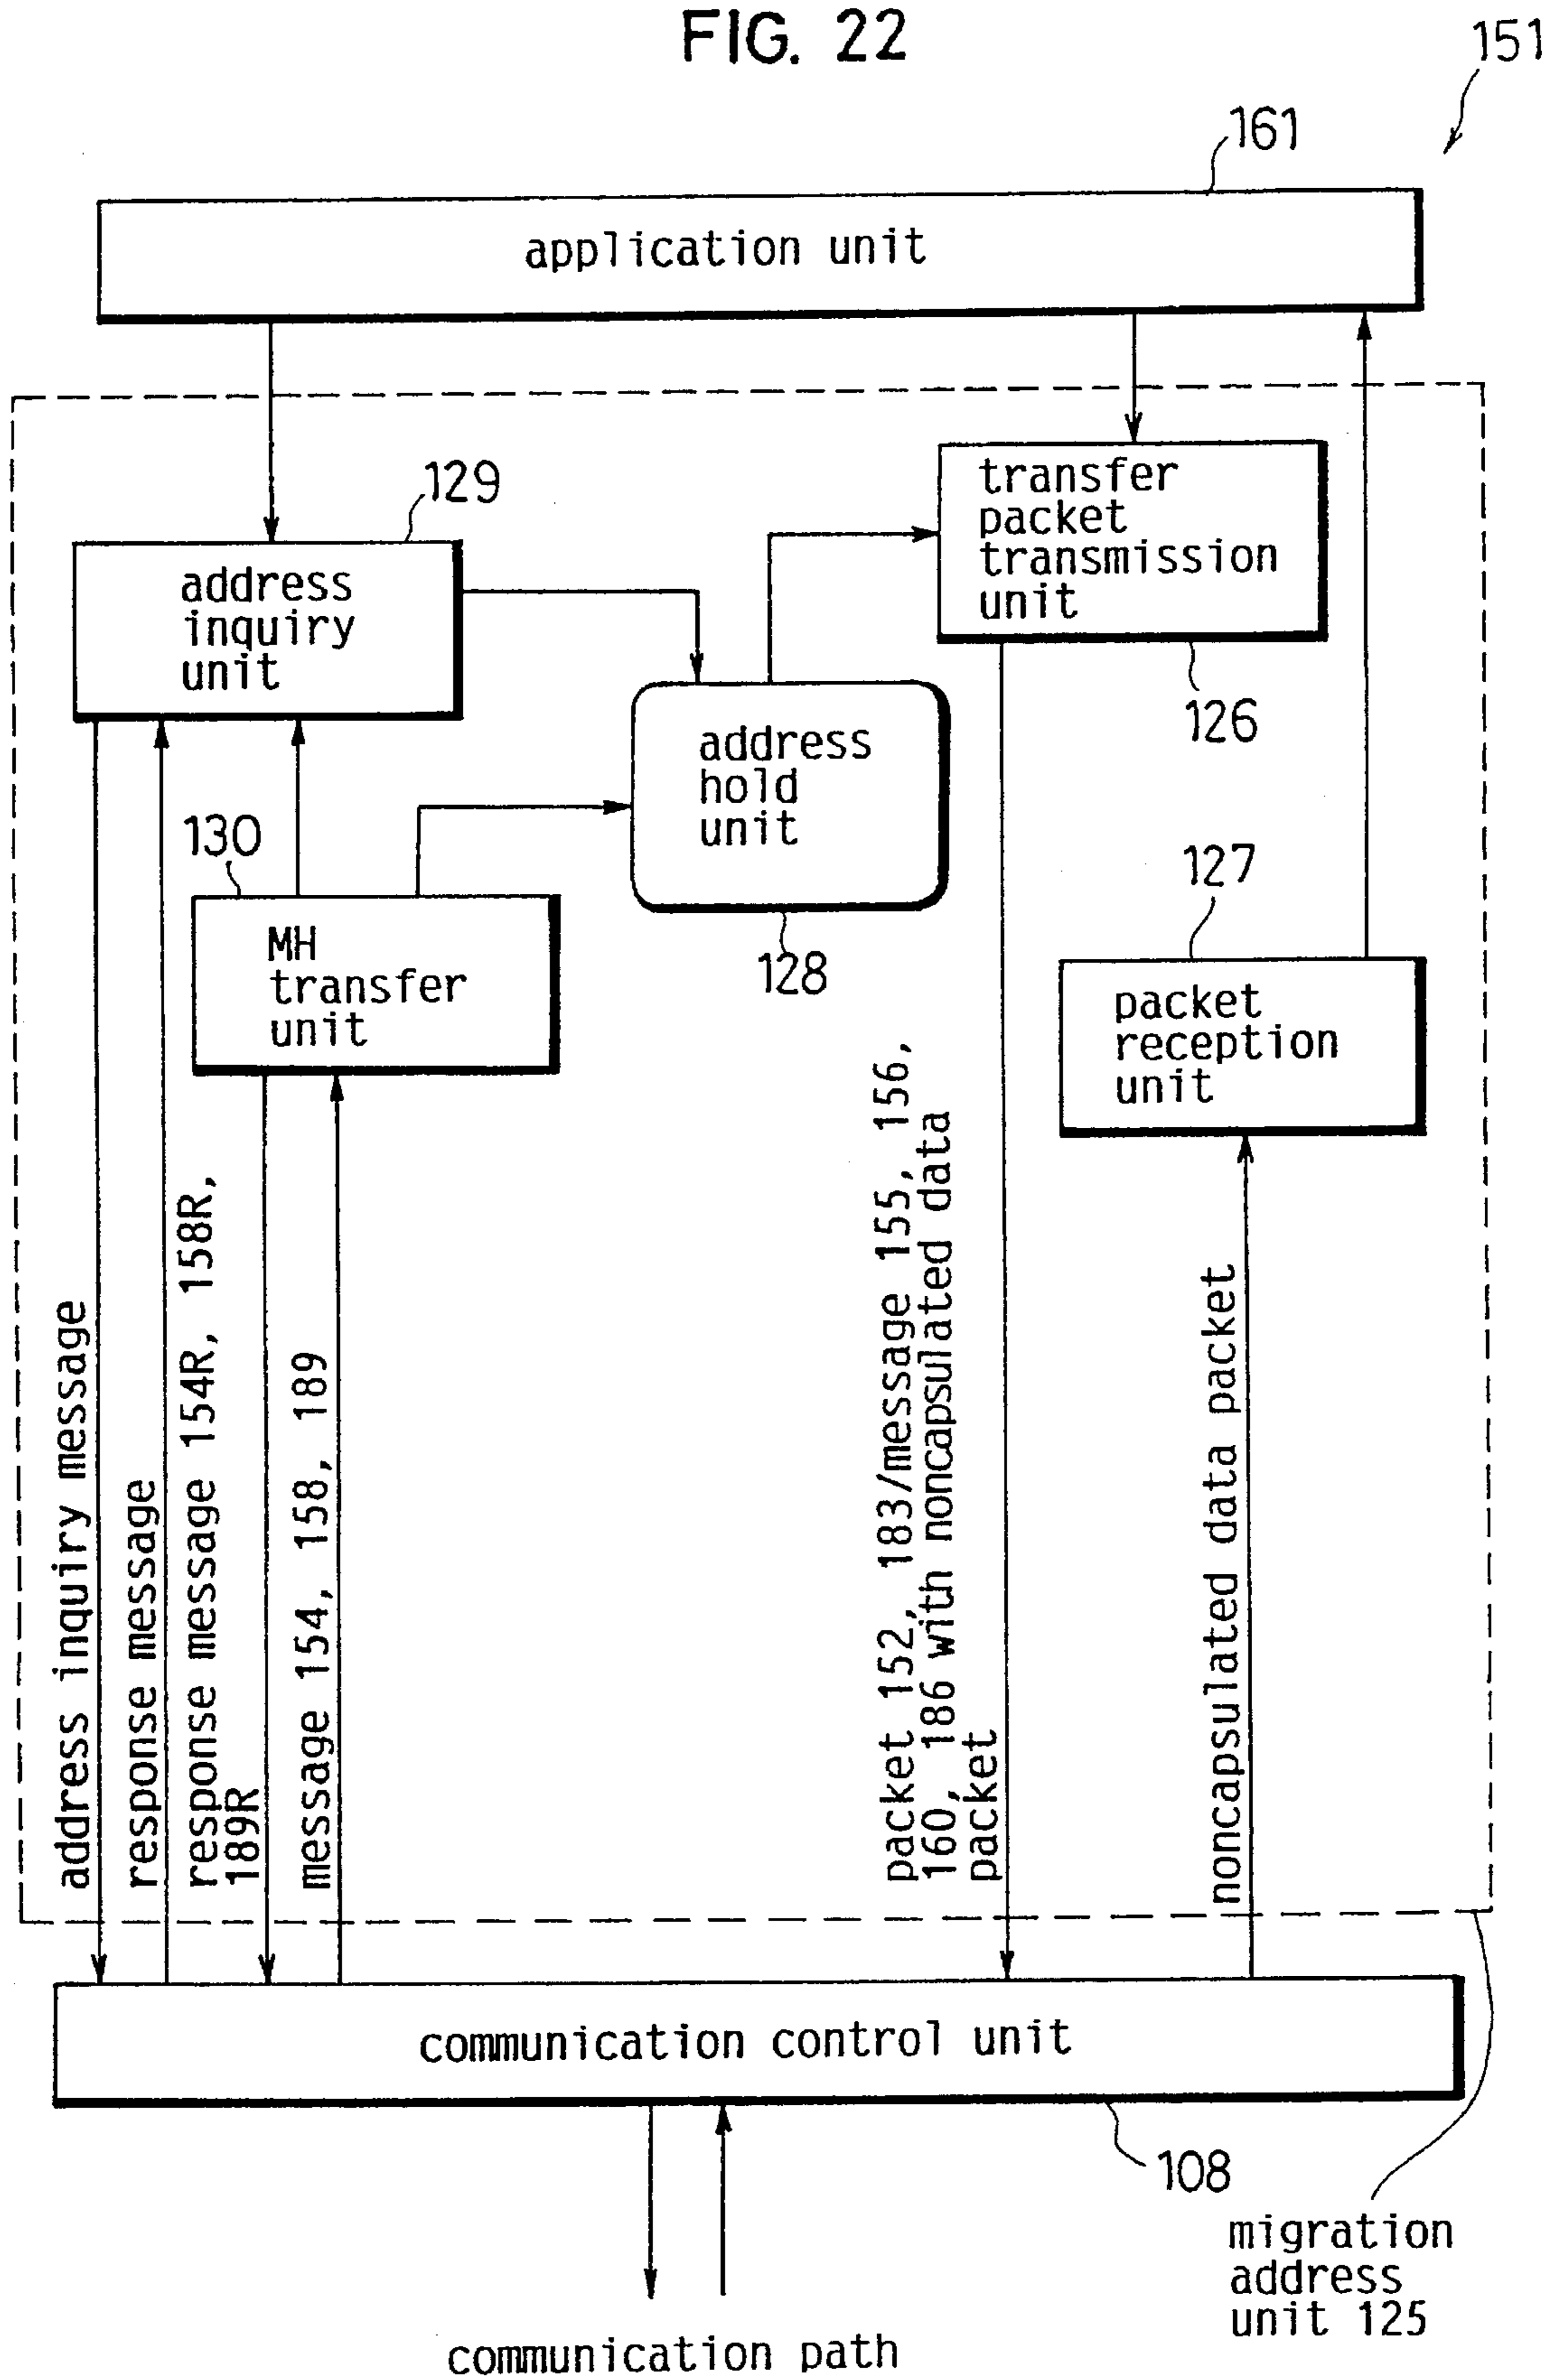 FIG. 22
151
161
application unit
129
address
inquiry
unit
transfer
packet
transmission
unit
126
address
hold
unit
128
130
MH
transfer
unit
127
packet
reception
unit
address inquiry message
response message
response message 154R, 158R,
189R
message 154, 158, 189
packet 152, 183/message 155, 156,
160, 186 with noncapsulated data
packet
noncapsulated data packet
communication control unit
108
migration
address
unit 125
communication path